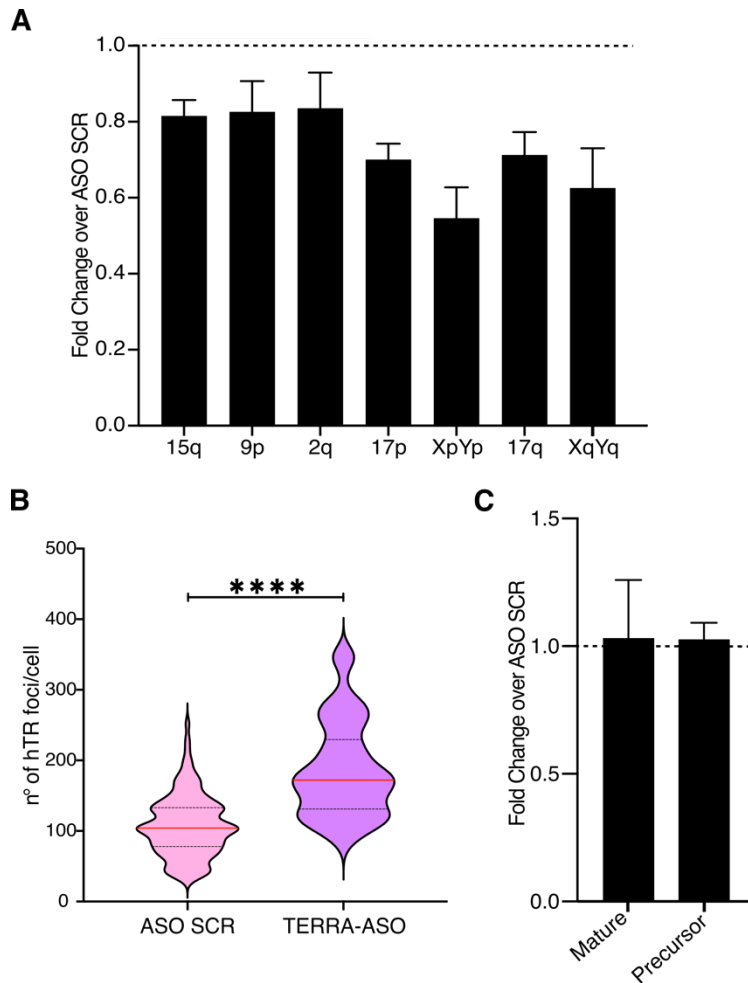 A
Fold Change over ASO SCR
1.0
0.8
0.6
0.4
0.2
0.0
15q 9p 2q 17p XpYp 17q XqYq
B
n° of hTR foci/cell
500
400
300
200
100
0
****
ASO SCR TERRA-ASO
C
Fold Change over ASO SCR
1.5
1.0
0.5
0.0
Mature
Precursor